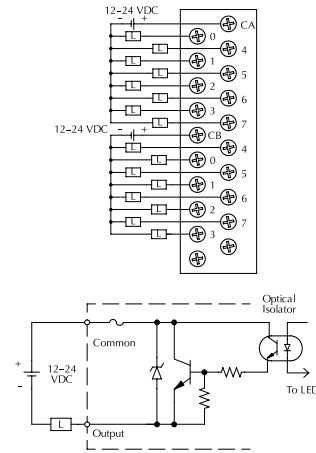 12–24 VDC
- +
CA
L
0
L
4
L
1
L
5
L
2
L
6
L
3
L
7
12–24 VDC
- +
CB
L
4
L
0
L
5
L
1
L
6
L
2
L
7
L
3
Optical
Isolator
Common
+
12–24
VDC
-
To LED
L
Output